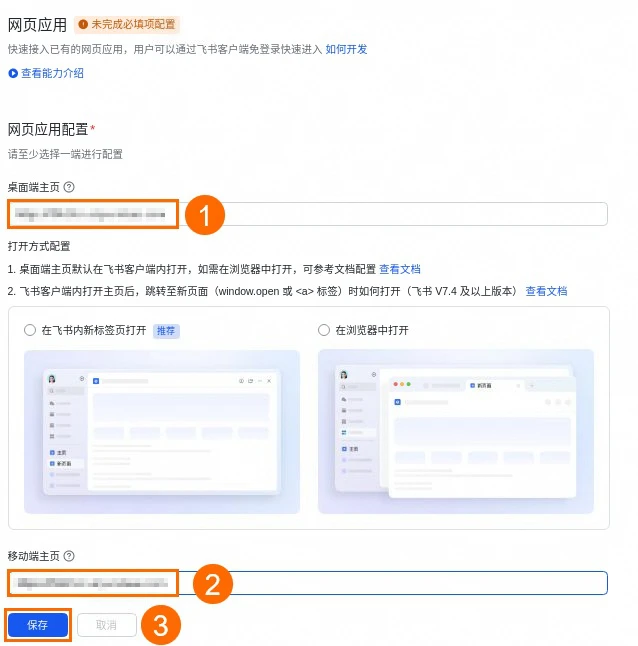 网页应用 未完成必填项配置
快速接入已有的网页应用，用户可以通过飞书客户端免登录快速进入 如何开发
查看能力介绍
网页应用配置*
请至少选择一端进行配置
桌面端主页
1
打开方式配置
1. 桌面端主页默认在飞书客户端内打开，如需在浏览器中打开，可参考文档配置 查看文档
2. 飞书客户端内打开主页后，跳转至新页面（window.open 或 <a> 标签）时如何打开（飞书 V7.4 及以上版本） 查看文档
在飞书内新标签页打开 推荐
在浏览器中打开
主页
新页面
新页面
主页
移动端主页
2
保存 取消 3